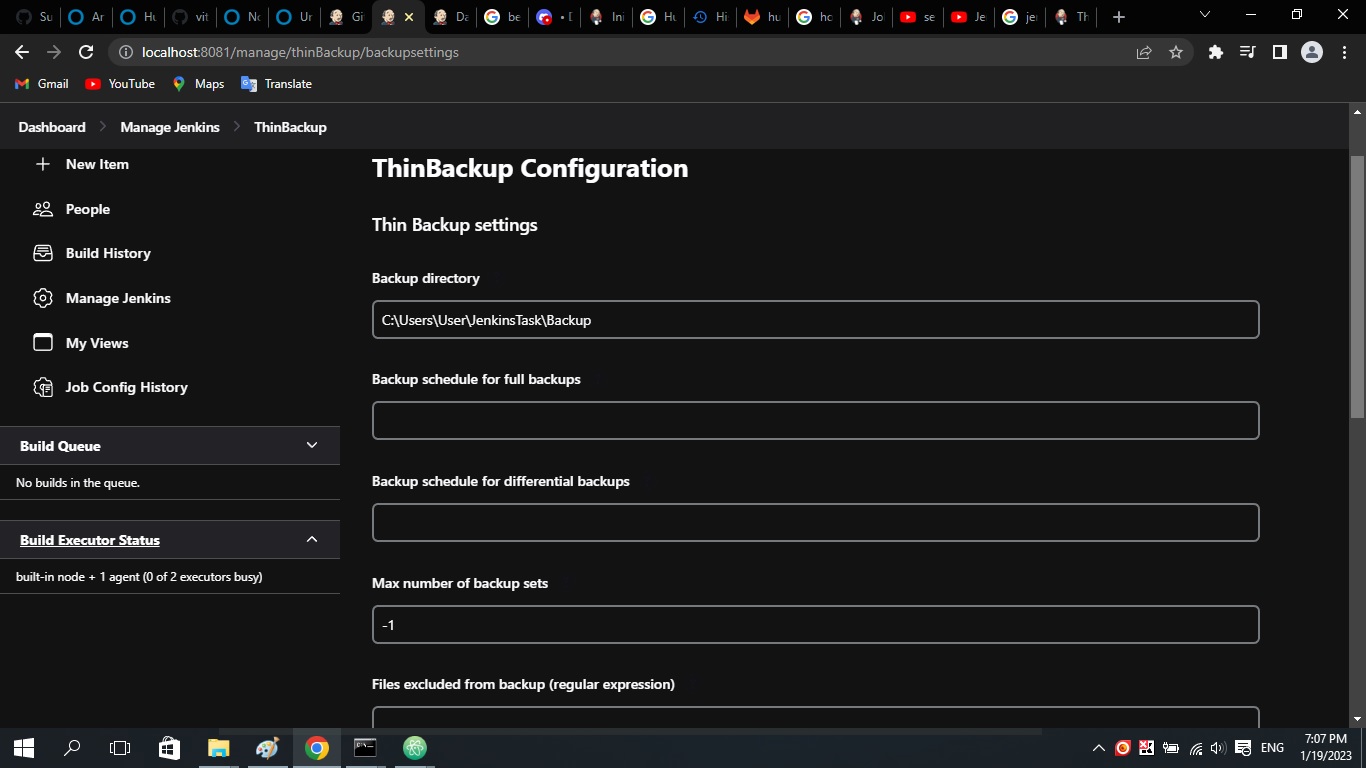 Su
Ar
Hu
vit
Nc
Ur
Gi
Da
be
• [
Ini
Hu
Hi
hu
ho
Jo
se
Je
jei
Th
localhost:8081/manage/thinBackup/backupsettings
Gmail
YouTube
Maps
Translate
Dashboard
Manage Jenkins
ThinBackup
New Item
People
Build History
Manage Jenkins
My Views
Job Config History
Build Queue
No builds in the queue.
Build Executor Status
built-in node + 1 agent (0 of 2 executors busy)
ThinBackup Configuration
Thin Backup settings
Backup directory
C:\Users\User\JenkinsTask\Backup
Backup schedule for full backups
Backup schedule for differential backups
Max number of backup sets
-1
Files excluded from backup (regular expression)
ENG
7:07 PM
1/19/2023